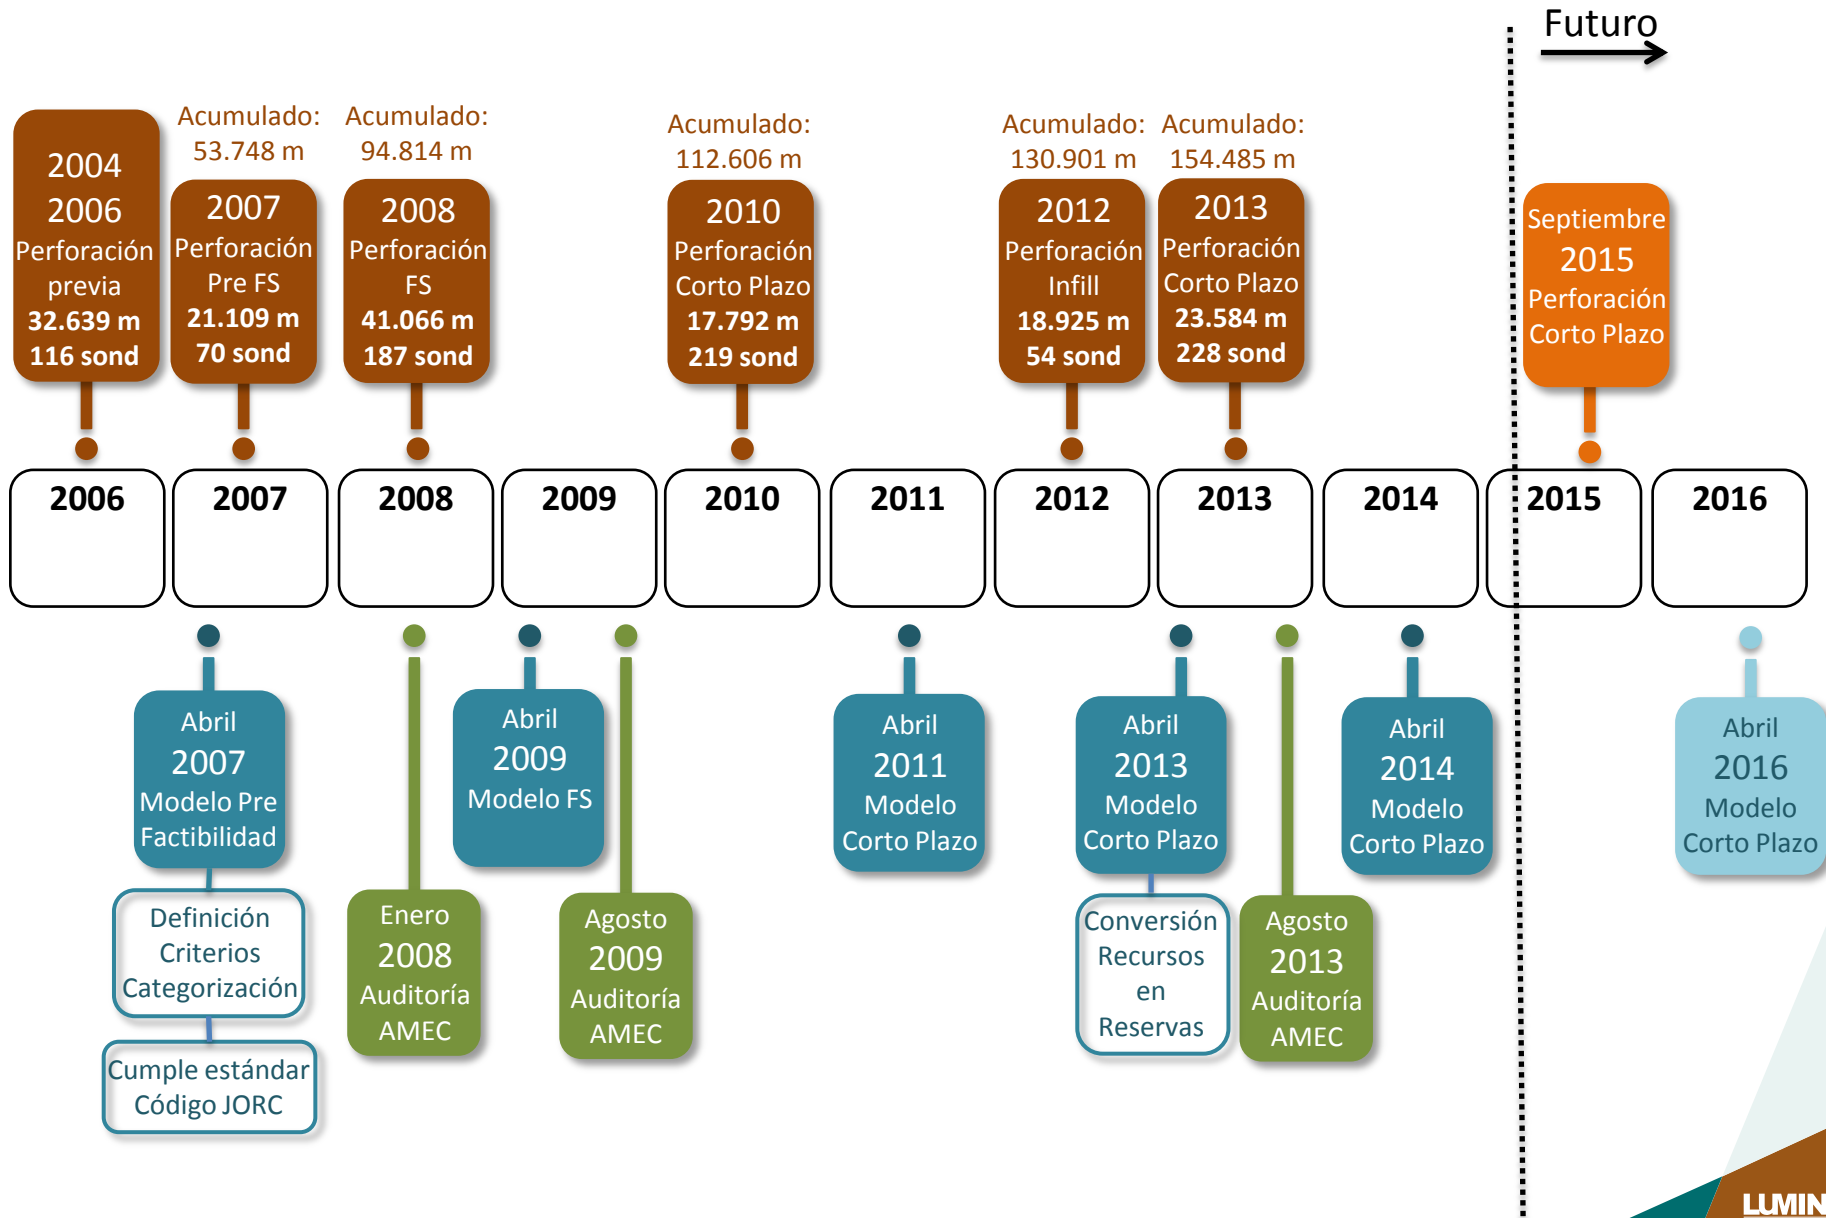 Futuro
2004
2006
Perforación
previa
32.639 m
116 sond
Acumulado:
53.748 m
2007
Perforación
Pre FS
21.109 m
70 sond
Acumulado:
94.814 m
2008
Perforación
FS
41.066 m
187 sond
Acumulado:
112.606 m
2010
Perforación
Corto Plazo
17.792 m
219 sond
Acumulado:
130.901 m
2012
Perforación
Infill
18.925 m
54 sond
Acumulado:
154.485 m
2013
Perforación
Corto Plazo
23.584 m
228 sond
Septiembre
2015
Perforación
Corto Plazo
2006
2007
2008
2009
2010
2011
2012
2013
2014
2015
2016
Abril
2007
Modelo Pre
Factibilidad
Definición
Criterios
Categorización
Cumple estándar
Código JORC
Enero
2008
Auditoría
AMEC
Abril
2009
Modelo FS
Agosto
2009
Auditoría
AMEC
Abril
2011
Modelo
Corto Plazo
Abril
2013
Modelo
Corto Plazo
Conversión
Recursos
en
Reservas
Agosto
2013
Auditoría
AMEC
Abril
2014
Modelo
Corto Plazo
Abril
2016
Modelo
Corto Plazo
LUMIN